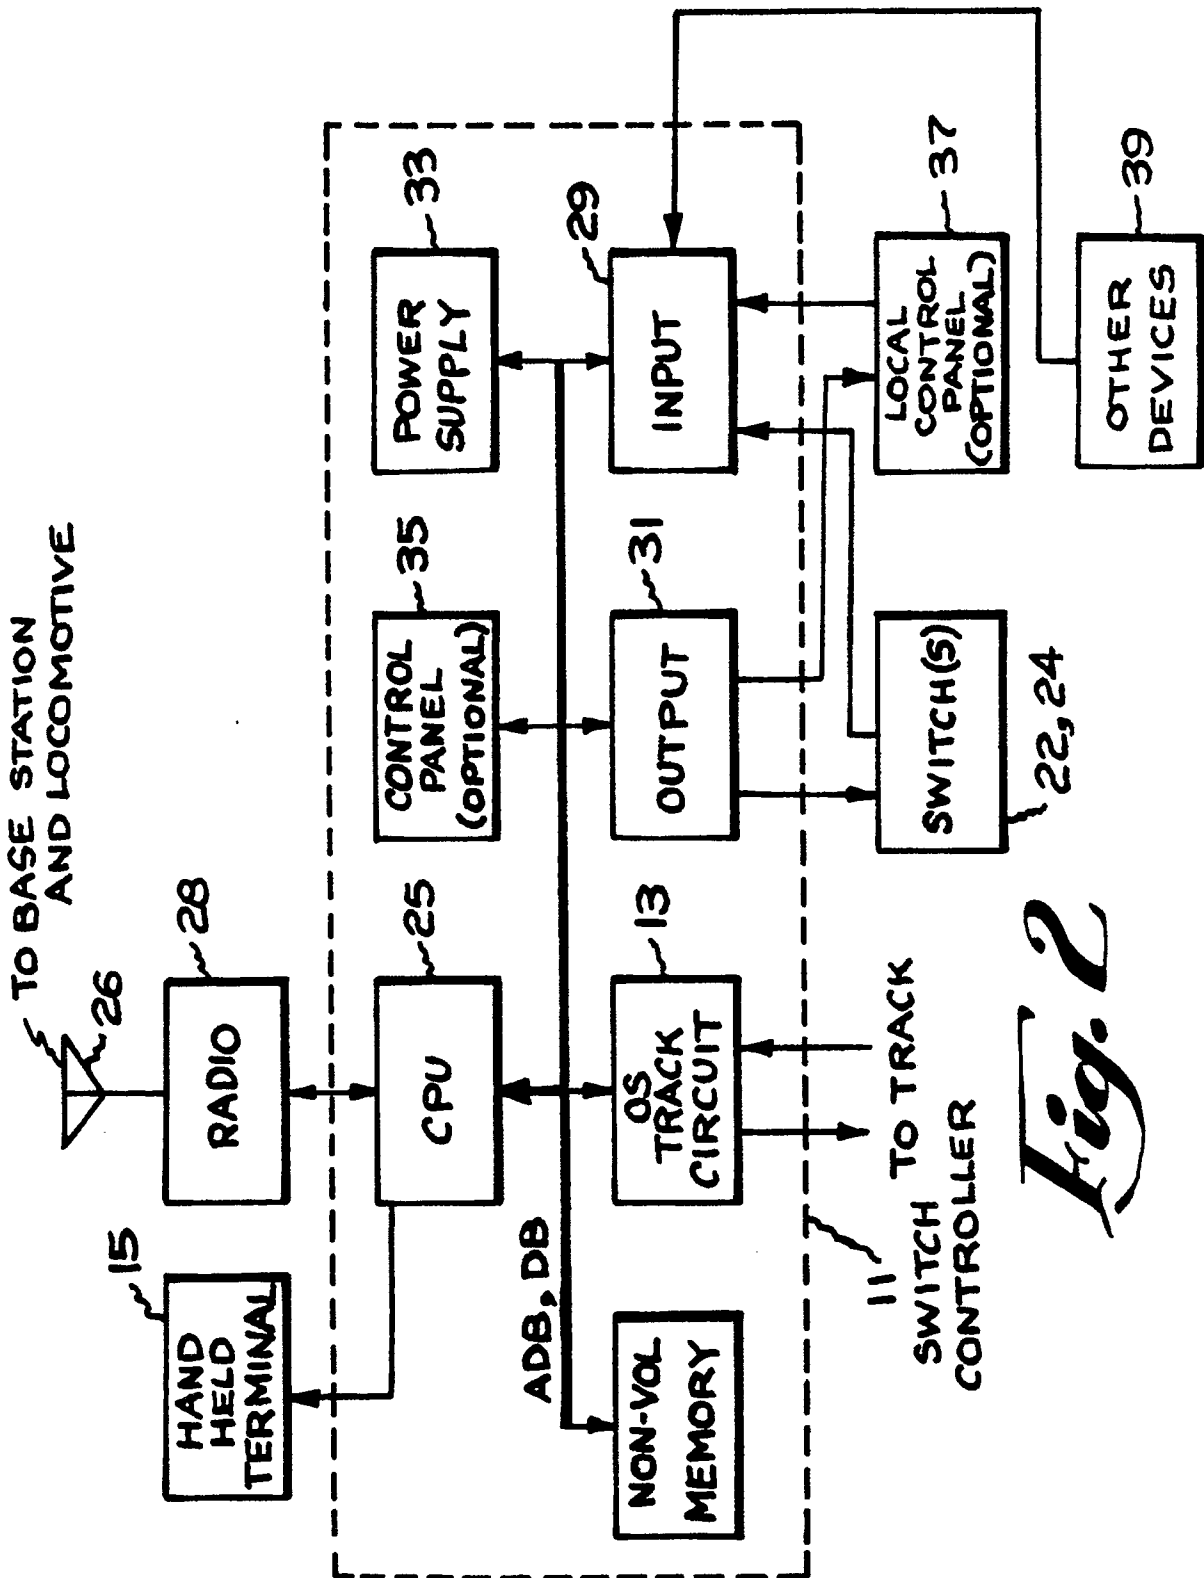 TO BASE STATION
AND LOCOMOTIVE
26
15
28
HAND
HELD
TERMINAL
RADIO
25
35
33
CPU
CONTROL
PANEL
(OPTIONAL)
POWER
SUPPLY
ADB, DB
13
31
29
NON-VOL
MEMORY
OS
TRACK
CIRCUIT
OUTPUT
INPUT
11
SWITCH
CONTROLLER
TO TRACK
SWITCH(S)
22,24
37
LOCAL
CONTROL
PANEL
(OPTIONAL)
39
OTHER
DEVICES
Fig. 2